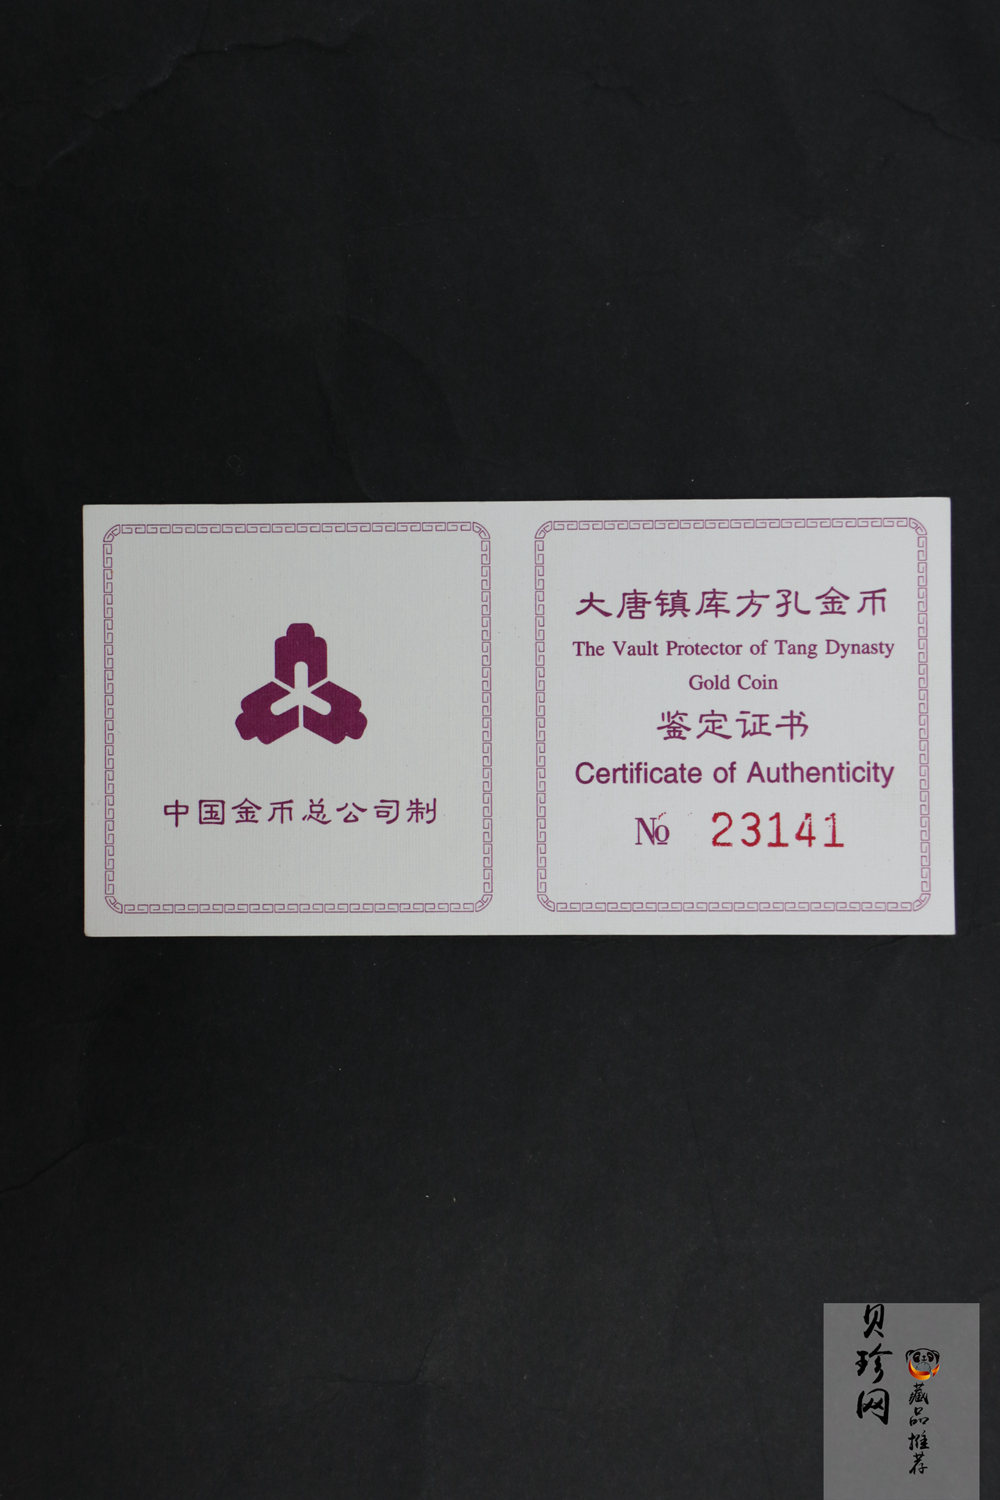 中国金币总公司制
大唐镇库方孔金币
The Vault Protector of Tang Dynasty
Gold Coin
鉴定证书
Certificate of Authenticity
№ 23141
贝珍网
藏品推荐